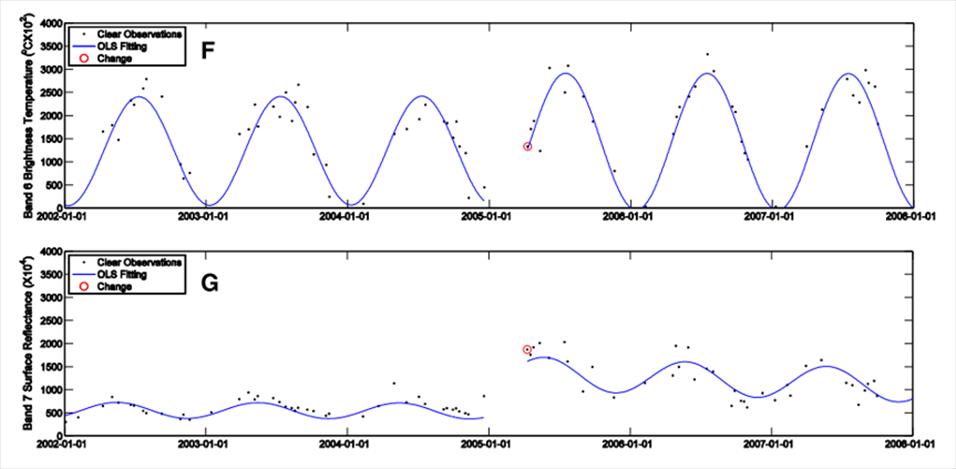 4000
3500
3000
2500
2000
1500
1000
500
0
Band 6 Brightness Temperature (°CX10²)
Clear Observations
OLS Fitting
Change
F
2002-01-01 2003-01-01 2004-01-01 2005-01-01 2006-01-01 2007-01-01 2008-01-01
4000
3500
3000
2500
2000
1500
1000
500
0
Band 7 Surface Reflectance (X10⁴)
Clear Observations
OLS Fitting
Change
G
2002-01-01 2003-01-01 2004-01-01 2005-01-01 2006-01-01 2007-01-01 2008-01-01